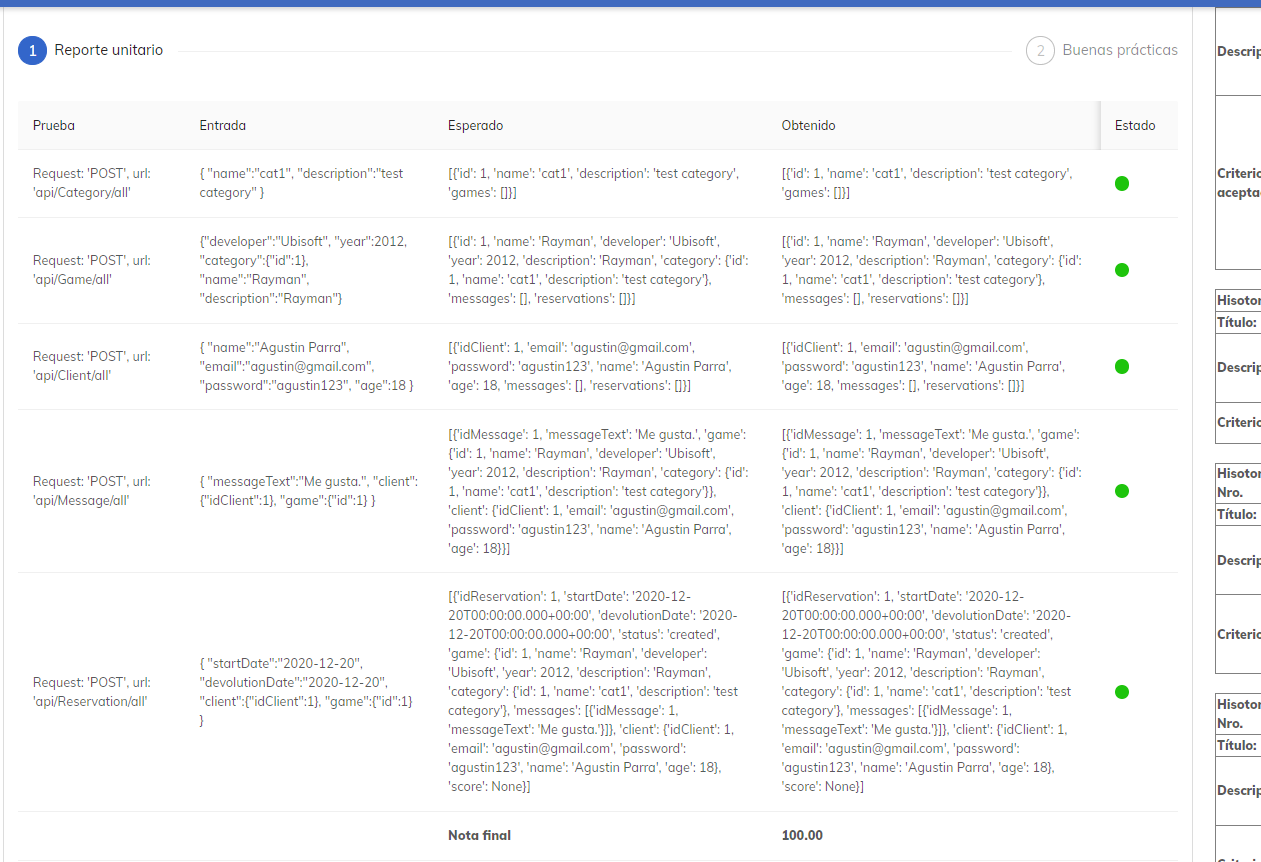 1 Reporte unitario
2 Buenas prácticas
Prueba
Entrada
Esperado
Obtenido
Estado
Request: 'POST', url:
'api/Category/all'
{ "name":"cat1", "description":"test
category" }
[{'id': 1, 'name': 'cat1', 'description': 'test category',
'games': []}]
[{'id': 1, 'name': 'cat1', 'description': 'test category',
'games': []}]
Request: 'POST', url:
'api/Game/all'
{"developer":"Ubisoft", "year":2012,
"category":{"id":1},
"name":"Rayman",
"description":"Rayman"}
[{'id': 1, 'name': 'Rayman', 'developer': 'Ubisoft',
'year': 2012, 'description': 'Rayman', 'category': {'id':
1, 'name': 'cat1', 'description': 'test category'},
'messages': [], 'reservations': []}]
[{'id': 1, 'name': 'Rayman', 'developer': 'Ubisoft',
'year': 2012, 'description': 'Rayman', 'category': {'id':
1, 'name': 'cat1', 'description': 'test category'},
'messages': [], 'reservations': []}]
Request: 'POST', url:
'api/Client/all'
{ "name":"Agustin Parra",
"email":"agustin@gmail.com",
"password":"agustin123", "age":18 }
[{'idClient': 1, 'email': 'agustin@gmail.com',
'password': 'agustin123', 'name': 'Agustin Parra',
'age': 18, 'messages': [], 'reservations': []}]
[{'idClient': 1, 'email': 'agustin@gmail.com',
'password': 'agustin123', 'name': 'Agustin Parra',
'age': 18, 'messages': [], 'reservations': []}]
Request: 'POST', url:
'api/Message/all'
{ "messageText":"Me gusta.", "client":
{"idClient":1}, "game":{"id":1} }
[{'idMessage': 1, 'messageText': 'Me gusta.', 'game':
{'id': 1, 'name': 'Rayman', 'developer': 'Ubisoft',
'year': 2012, 'description': 'Rayman', 'category': {'id':
1, 'name': 'cat1', 'description': 'test category'}},
'client': {'idClient': 1, 'email': 'agustin@gmail.com',
'password': 'agustin123', 'name': 'Agustin Parra',
'age': 18}}]
[{'idMessage': 1, 'messageText': 'Me gusta.', 'game':
{'id': 1, 'name': 'Rayman', 'developer': 'Ubisoft',
'year': 2012, 'description': 'Rayman', 'category': {'id':
1, 'name': 'cat1', 'description': 'test category'}},
'client': {'idClient': 1, 'email': 'agustin@gmail.com',
'password': 'agustin123', 'name': 'Agustin Parra',
'age': 18}}]
Request: 'POST', url:
'api/Reservation/all'
{ "startDate":"2020-12-20",
"devolutionDate":"2020-12-20",
"client":{"idClient":1}, "game":{"id":1}
}
[{'idReservation': 1, 'startDate': '2020-12-
20T00:00:00.000+00:00', 'devolutionDate': '2020-
12-20T00:00:00.000+00:00', 'status': 'created',
'game': {'id': 1, 'name': 'Rayman', 'developer':
'Ubisoft', 'year': 2012, 'description': 'Rayman',
'category': {'id': 1, 'name': 'cat1', 'description': 'test
category'}, 'messages': [{'idMessage': 1,
'messageText': 'Me gusta.'}]}, 'client': {'idClient': 1,
'email': 'agustin@gmail.com', 'password':
'agustin123', 'name': 'Agustin Parra', 'age': 18},
'score': None}]
[{'idReservation': 1, 'startDate': '2020-12-
20T00:00:00.000+00:00', 'devolutionDate': '2020-
12-20T00:00:00.000+00:00', 'status': 'created',
'game': {'id': 1, 'name': 'Rayman', 'developer':
'Ubisoft', 'year': 2012, 'description': 'Rayman',
'category': {'id': 1, 'name': 'cat1', 'description': 'test
category'}, 'messages': [{'idMessage': 1,
'messageText': 'Me gusta.'}]}, 'client': {'idClient': 1,
'email': 'agustin@gmail.com', 'password':
'agustin123', 'name': 'Agustin Parra', 'age': 18},
'score': None}]
Nota final
100.00
Descrip
Criterio
acepta
Hisotor
Título:
Descrip
Criterio
Hisotor
Nro.
Título:
Descrip
Criterio
Hisotor
Nro.
Título:
Descrip